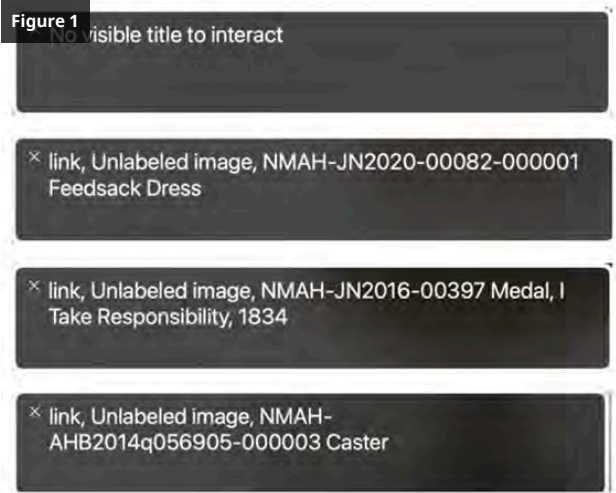 Figure 1
No visible title to interact
× link, Unlabeled image, NMAH-JN2020-00082-000001
Feedsack Dress
× link, Unlabeled image, NMAH-JN2016-00397 Medal, I
Take Responsibility, 1834
× link, Unlabeled image, NMAH-
AHB2014q056905-000003 Caster